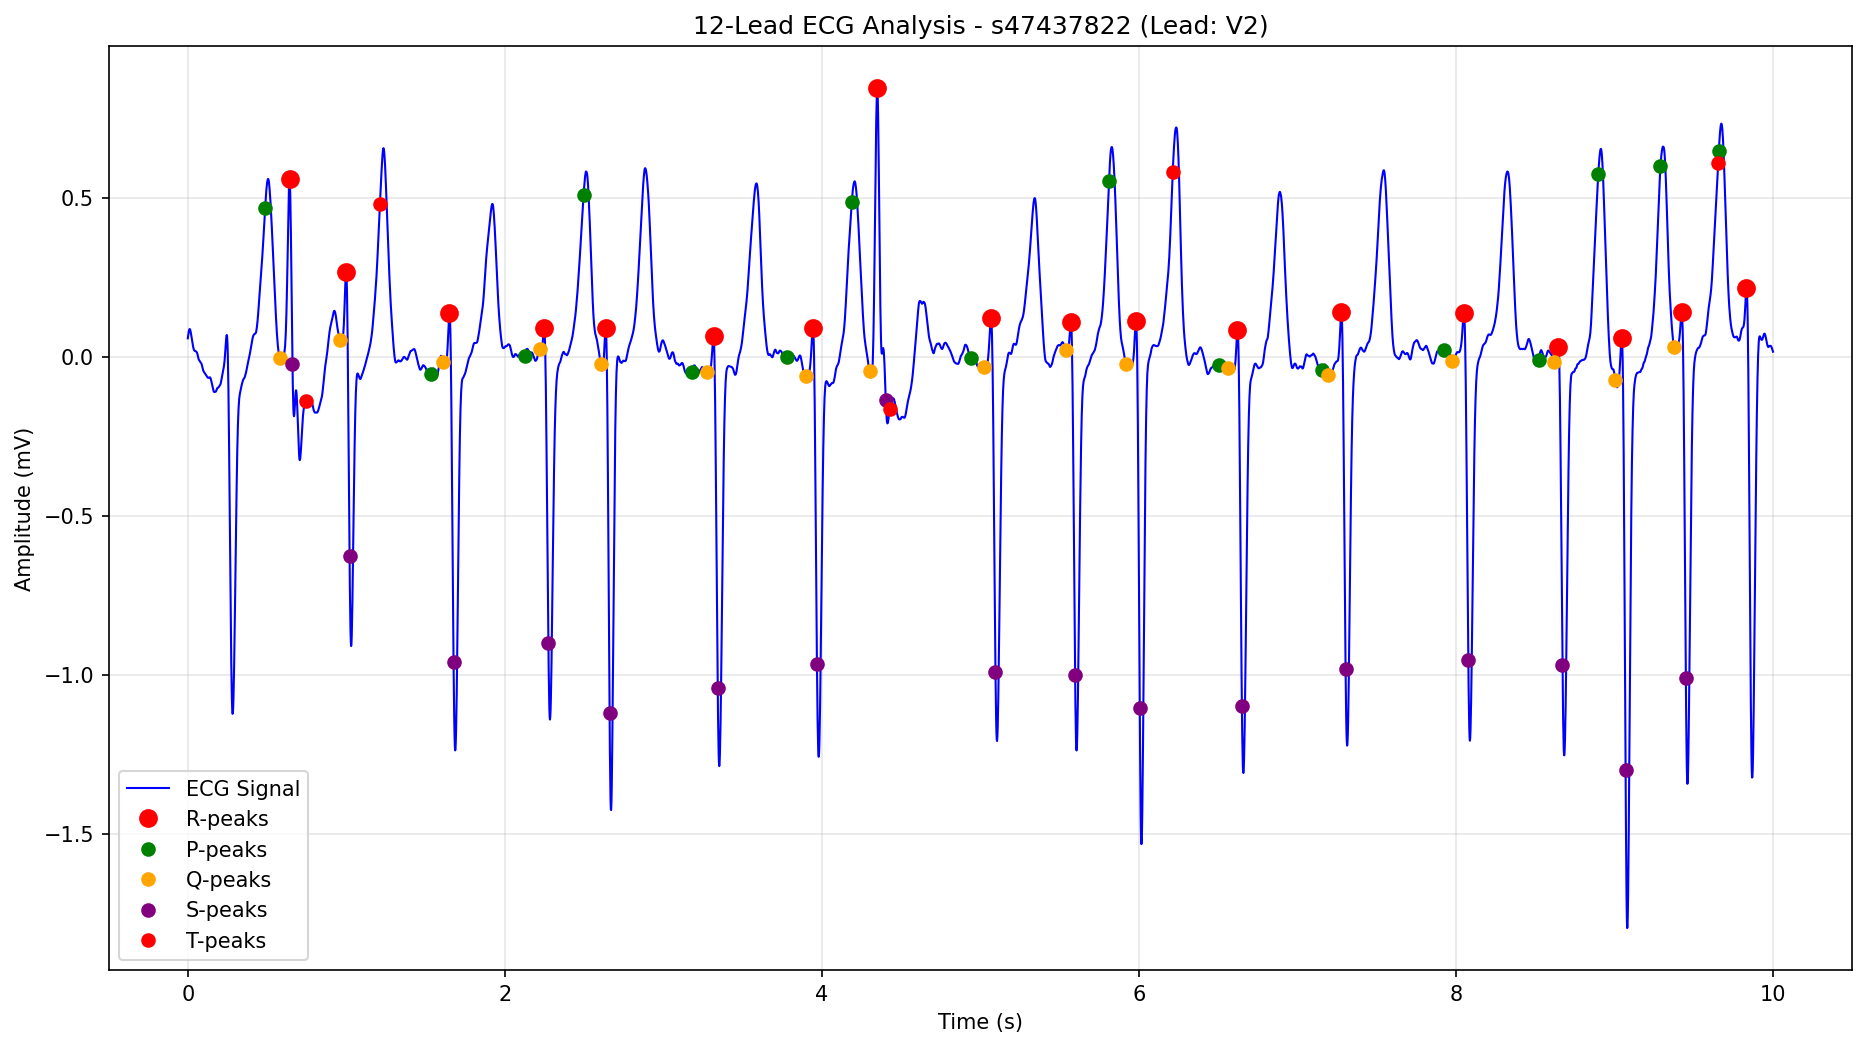 12-Lead ECG Analysis - s47437822 (Lead: V2)
Amplitude (mV)
0.5
0.0
−0.5
−1.0
−1.5
ECG Signal
R-peaks
P-peaks
Q-peaks
S-peaks
T-peaks
0 2 4 6 8 10
Time (s)